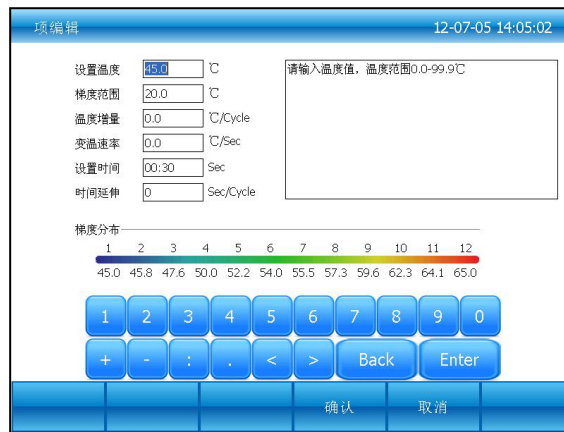 项编辑 12-07-05 14:05:02
设置温度 45.0 ℃
请输入温度值，温度范围0.0-99.9℃
梯度范围 20.0 ℃
温度增量 0.0 ℃/Cycle
变温速率 0.0 ℃/Sec
设置时间 00:30 Sec
时间延伸 0 Sec/Cycle
梯度分布
1 2 3 4 5 6 7 8 9 10 11 12
45.0 45.8 47.6 50.0 52.2 54.0 55.5 57.3 59.6 62.3 64.1 65.0
1 2 3 4 5 6 7 8 9 0
+ - : . < > Back Enter
确认 取消